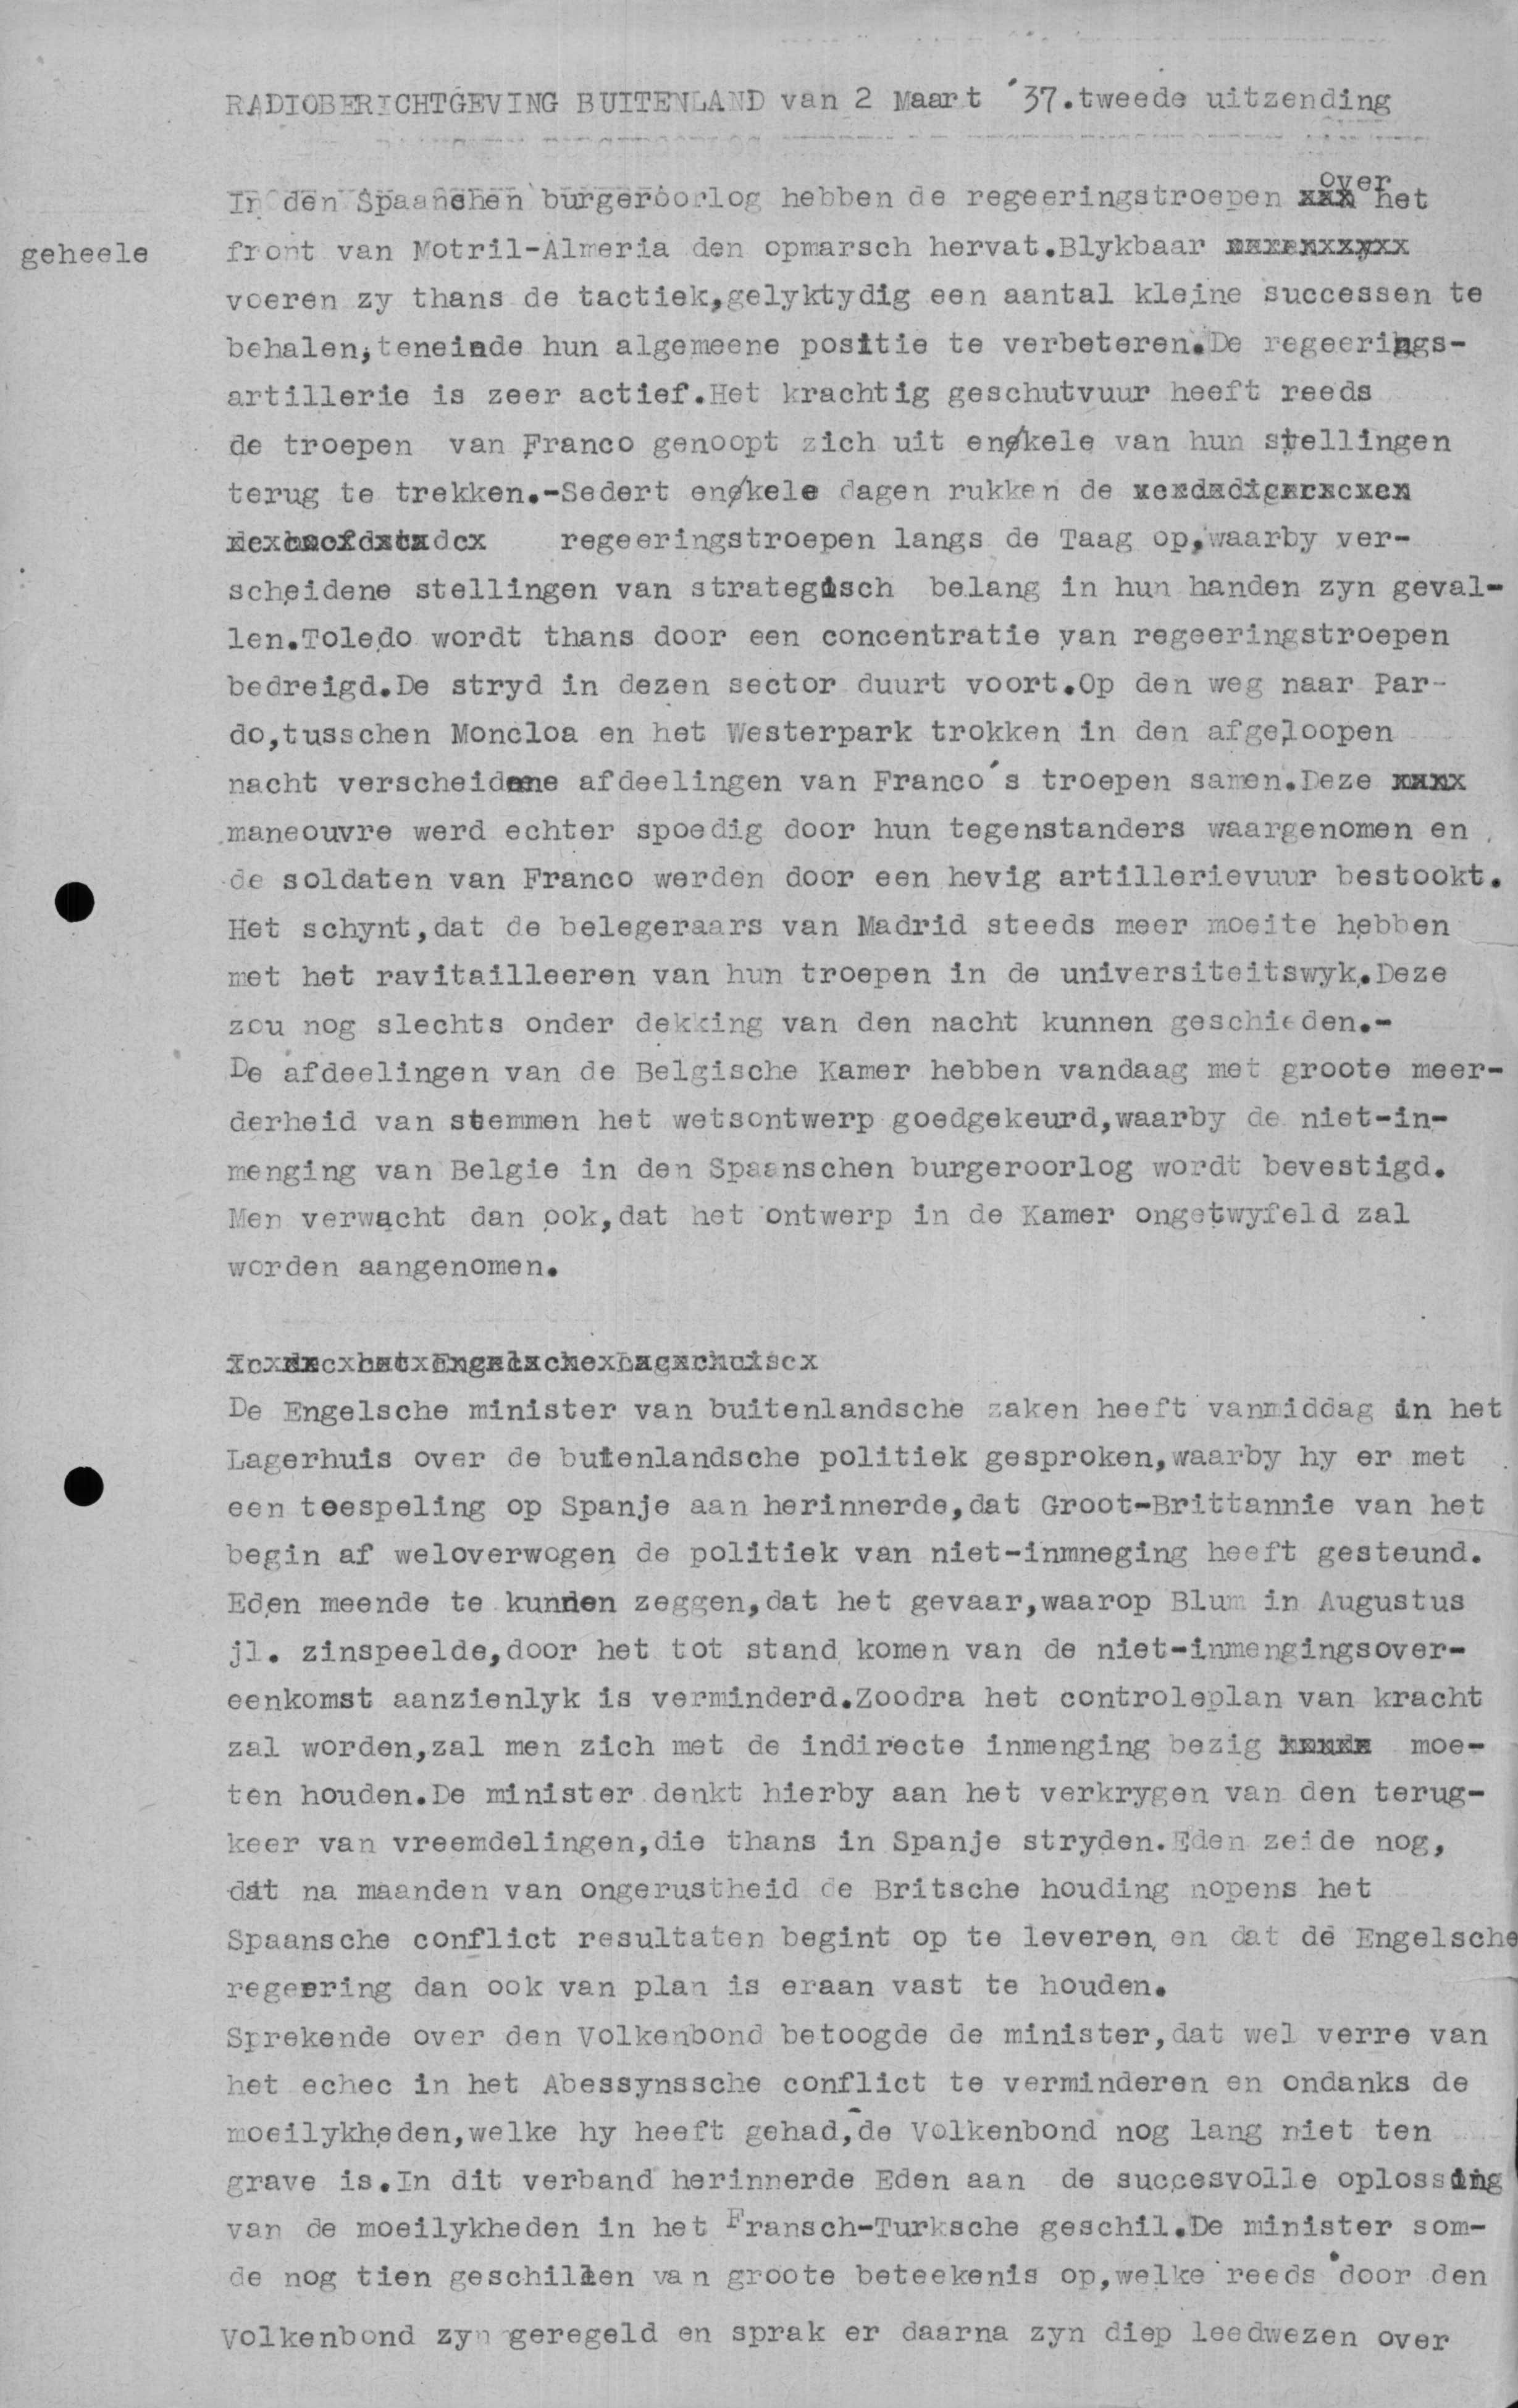 RADIOBERICHTGEVING BUITENLAND van 2 Maart '37.tweede uitzending
In den Spaanshen burgeroorlog hebben de regeeringstroepen over het
geheele front van Motril-Almeria den opmarsch hervat.Blykbaar
voeren zy thans de tactiek,gelyktydig een aantal kleine successen te
behalen,teneinde hun algemeene positie te verbeteren.De regeerings-
artillerie is zeer actief.Het krachtig geschutvuur heeft reeds
de troepen van Franco genoopt zich uit enkele van hun stellingen
terug te trekken.-Sedert enkele dagen rukken de
regeeringstroepen langs de Taag op,waarby ver-
scheidene stellingen van strategisch belang in hun handen zyn geval-
len.Toledo wordt thans door een concentratie van regeeringstroepen
bedreigd.De stryd in dezen sector duurt voort.Op den weg naar Par-
do,tusschen Moncloa en het Westerpark trokken in den afgeloopen
nacht verscheidene afdeelingen van Franco's troepen samen.Deze
maneouvre werd echter spoedig door hun tegenstanders waargenomen en
de soldaten van Franco werden door een hevig artillerievuur bestookt.
Het schynt,dat de belegeraars van Madrid steeds meer moeite hebben
met het ravitailleeren van hun troepen in de universiteitswyk.Deze
zou nog slechts onder dekking van den nacht kunnen geschieden.-
De afdeelingen van de Belgische Kamer hebben vandaag met groote meer-
derheid van stemmen het wetsontwerp goedgekeurd,waarby de niet-in-
menging van Belgie in den Spaanschen burgeroorlog wordt bevestigd.
Men verwacht dan ook,dat het ontwerp in de Kamer ongetwyfeld zal
worden aangenomen.
De Engelsche minister van buitenlandsche zaken heeft vanmiddag in het
Lagerhuis over de butenlandsche politiek gesproken,waarby hy er met
een toespeling op Spanje aan herinnerde,dat Groot-Brittannie van het
begin af weloverwogen de politiek van niet-inmneging heeft gesteund.
Eden meende te kunnen zeggen,dat het gevaar,waarop Blum in Augustus
jl. zinspeelde,door het tot stand komen van de niet-inmengingsover-
eenkomst aanzienlyk is verminderd.Zoodra het controleplan van kracht
zal worden,zal men zich met de indirecte inmenging bezig moe-
ten houden.De minister denkt hierby aan het verkrygen van den terug-
keer van vreemdelingen,die thans in Spanje stryden.Eden zeide nog,
dat na maanden van ongerustheid de Britsche houding nopens het
Spaansche conflict resultaten begint op te leveren en dat de Engelsche
regeering dan ook van plan is eraan vast te houden.
Sprekende over den Volkenbond betoogde de minister,dat wel verre van
het echec in het Abessynssche conflict te verminderen en ondanks de
moeilykheden,welke hy heeft gehad,de Volkenbond nog lang niet ten
grave is.In dit verband herinnerde Eden aan de succesvolle oplossing
van de moeilykheden in het Fransch-Turksche geschil.De minister som-
de nog tien geschillen van groote beteekenis op,welke reeds door den
Volkenbond zyn geregeld en sprak er daarna zyn diep leedwezen over